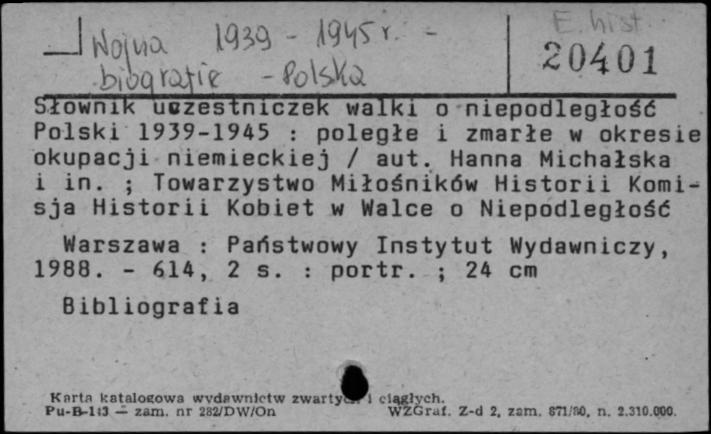 Wojna 1939 - 1945 r. -
biografie - Polska
E. hist.
20401
Słownik uczestniczek walki o niepodległość
Polski 1939-1945 : poległe i zmarłe w okresie
okupacji niemieckiej / aut. Hanna Michałska
i in. ; Towarzystwo Miłośników Historii Komi-
sja Historii Kobiet w Walce o Niepodległość
Warszawa : Państwowy Instytut Wydawniczy,
1988. - 614, 2 s. : portr. ; 24 cm
Bibliografia
Karta katalogowa wydawnictw zwartych i ciągłych.
Pu-B-113 — zam. nr 282/DW/On
WZGraf. Z-d 2, zam. 871/80, n. 2.310.000.